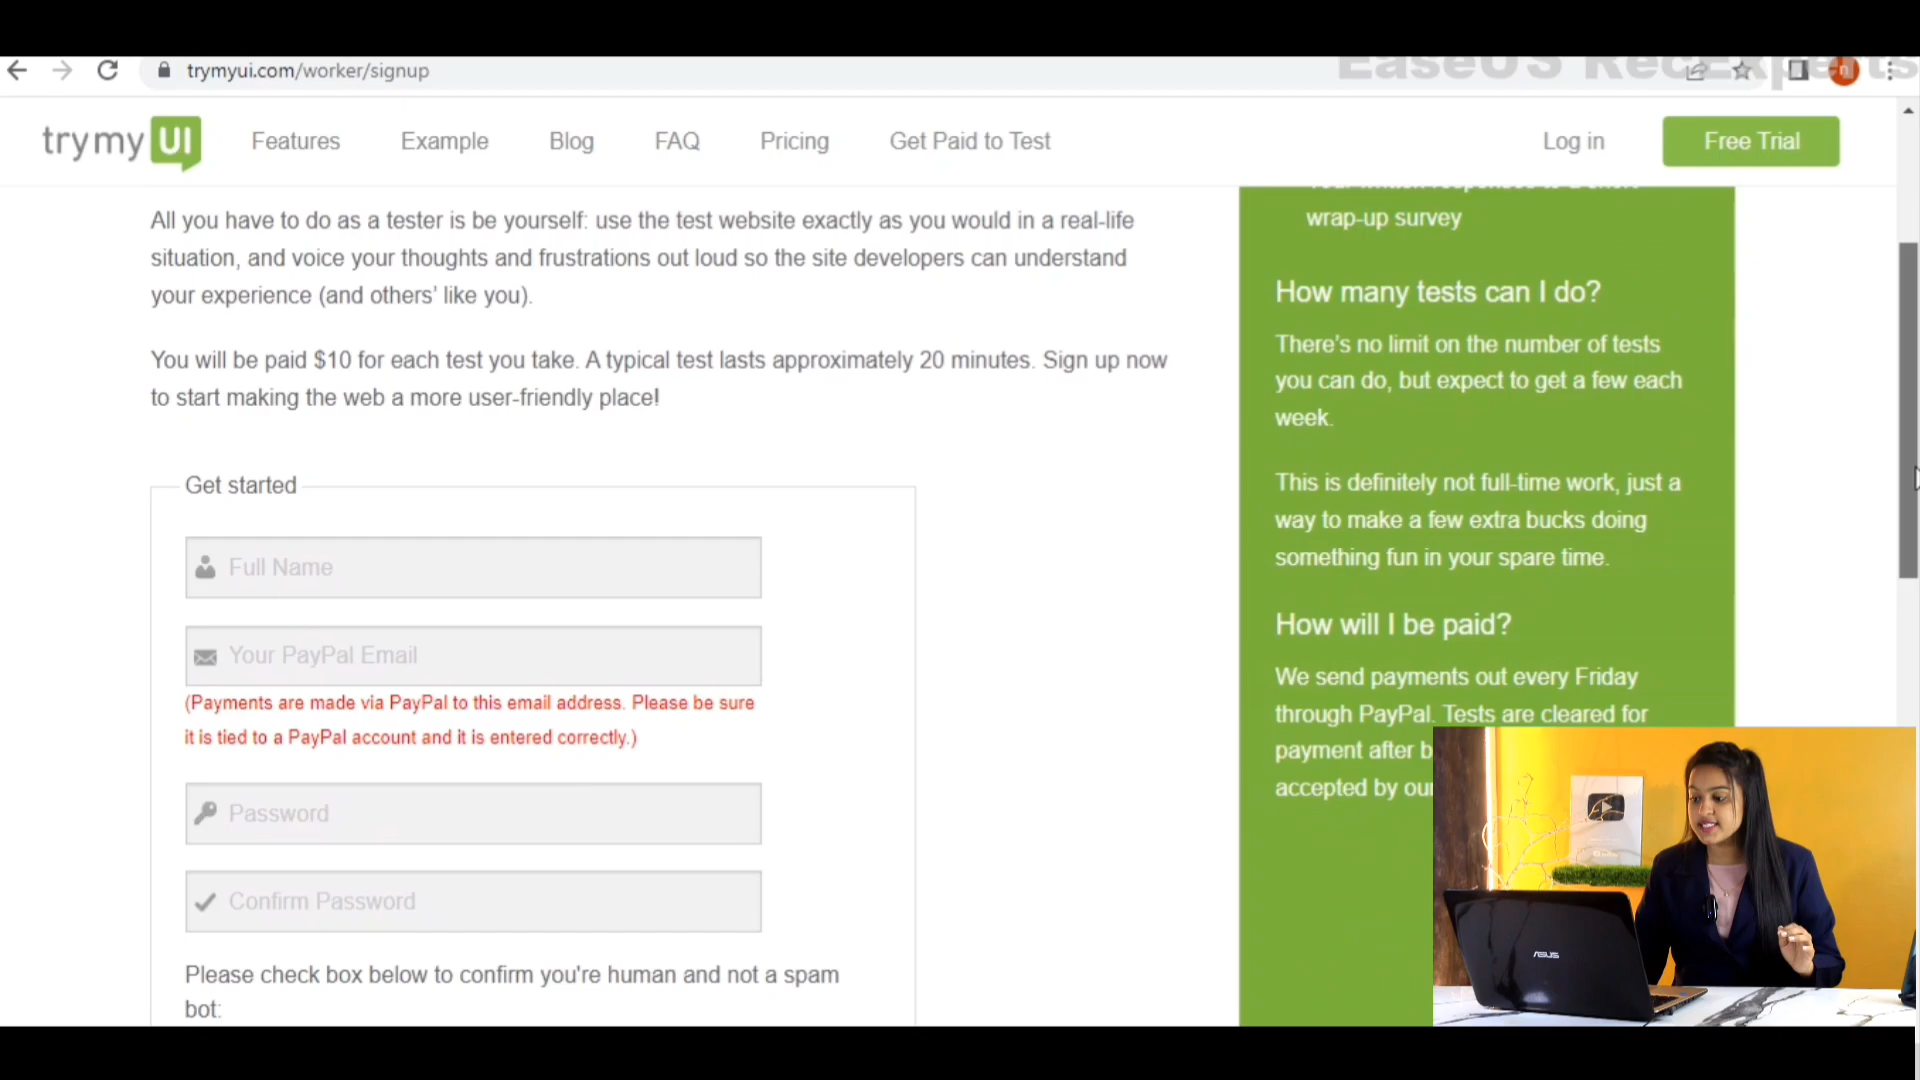 EaseUS RecExperts
trymyui.com/worker/signup
trymy UI
Features
Example
Blog
FAQ
Pricing
Get Paid to Test
Log in
Free Trial
All you have to do as a tester is be yourself: use the test website exactly as you would in a real-life
situation, and voice your thoughts and frustrations out loud so the site developers can understand
your experience (and others’ like you).
You will be paid $10 for each test you take. A typical test lasts approximately 20 minutes. Sign up now
to start making the web a more user-friendly place!
Get started
Full Name
Your PayPal Email
(Payments are made via PayPal to this email address. Please be sure
it is tied to a PayPal account and it is entered correctly.)
Password
Confirm Password
Please check box below to confirm you're human and not a spam
bot:
wrap-up survey
How many tests can I do?
There’s no limit on the number of tests
you can do, but expect to get a few each
week.
This is definitely not full-time work, just a
way to make a few extra bucks doing
something fun in your spare time.
How will I be paid?
We send payments out every Friday
through PayPal. Tests are cleared for
payment after b
accepted by our
ASUS